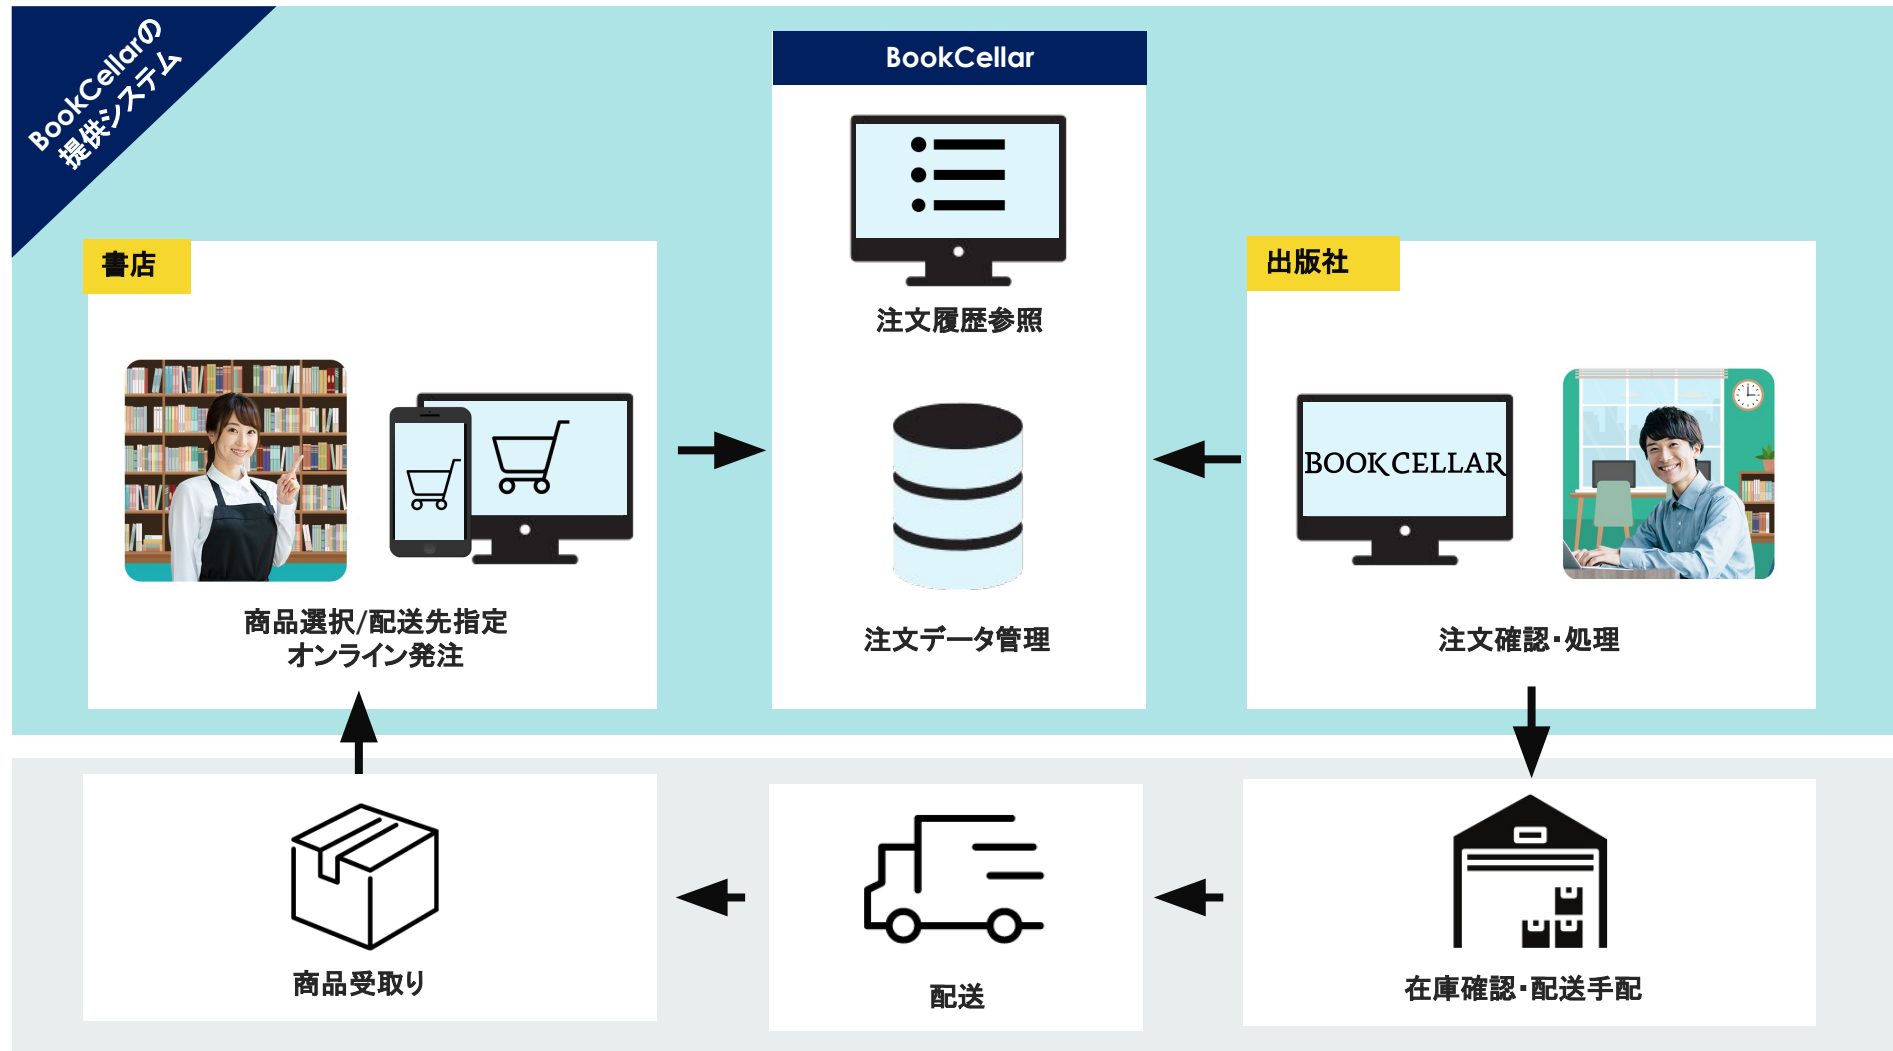 BookCellarの
提供システム
BookCellar
注文履歴参照
注文データ管理
書店
商品選択/配送先指定
オンライン発注
出版社
BOOKCELLAR
注文確認・処理
商品受取り
配送
在庫確認・配送手配